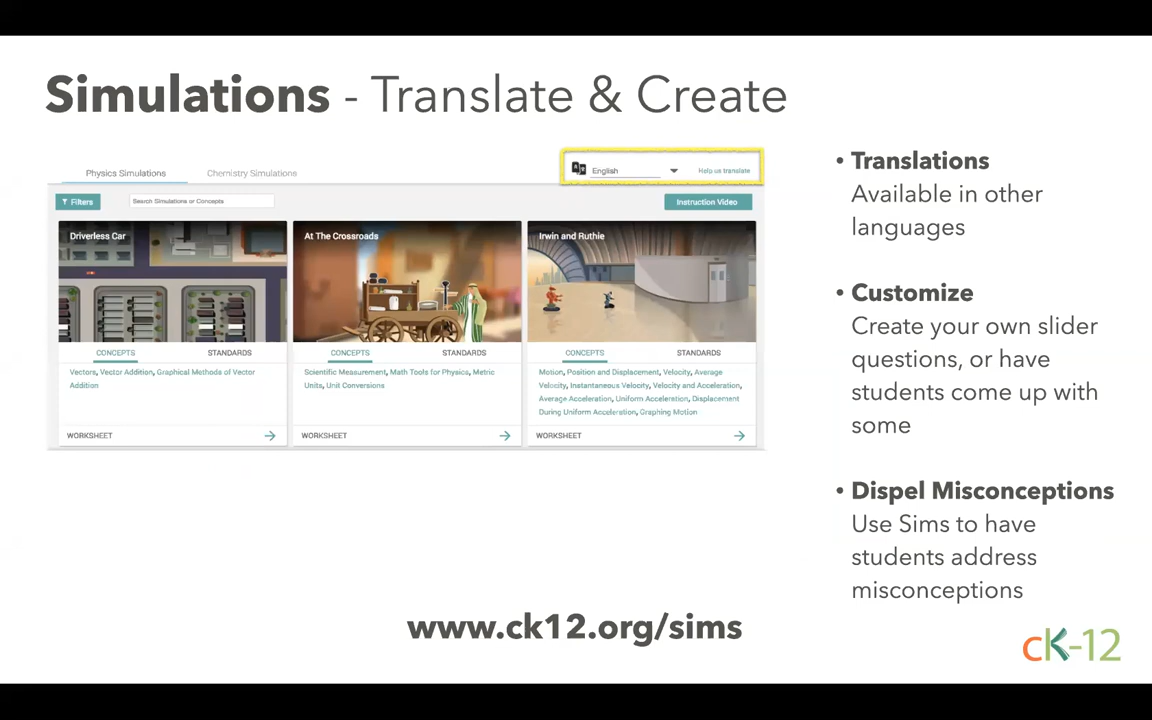 Simulations - Translate & Create
Physics Simulations
Chemistry Simulations
English
Help us translate
Filters
Search Simulations or Concepts
Instruction Video
Driverless Car
At The Crossroads
Irwin and Ruthie
CONCEPTS
STANDARDS
CONCEPTS
STANDARDS
CONCEPTS
STANDARDS
Vectors, Vector Addition, Graphical Methods of Vector
Addition
Scientific Measurement, Math Tools for Physics, Metric
Units, Unit Conversions
Motion, Position and Displacement, Velocity, Average
Velocity, Instantaneous Velocity, Velocity and Acceleration,
Average Acceleration, Uniform Acceleration, Displacement
During Uniform Acceleration, Graphing Motion
WORKSHEET
WORKSHEET
WORKSHEET
• Translations
Available in other
languages
• Customize
Create your own slider
questions, or have
students come up with
some
• Dispel Misconceptions
Use Sims to have
students address
misconceptions
www.ck12.org/sims
cK-12